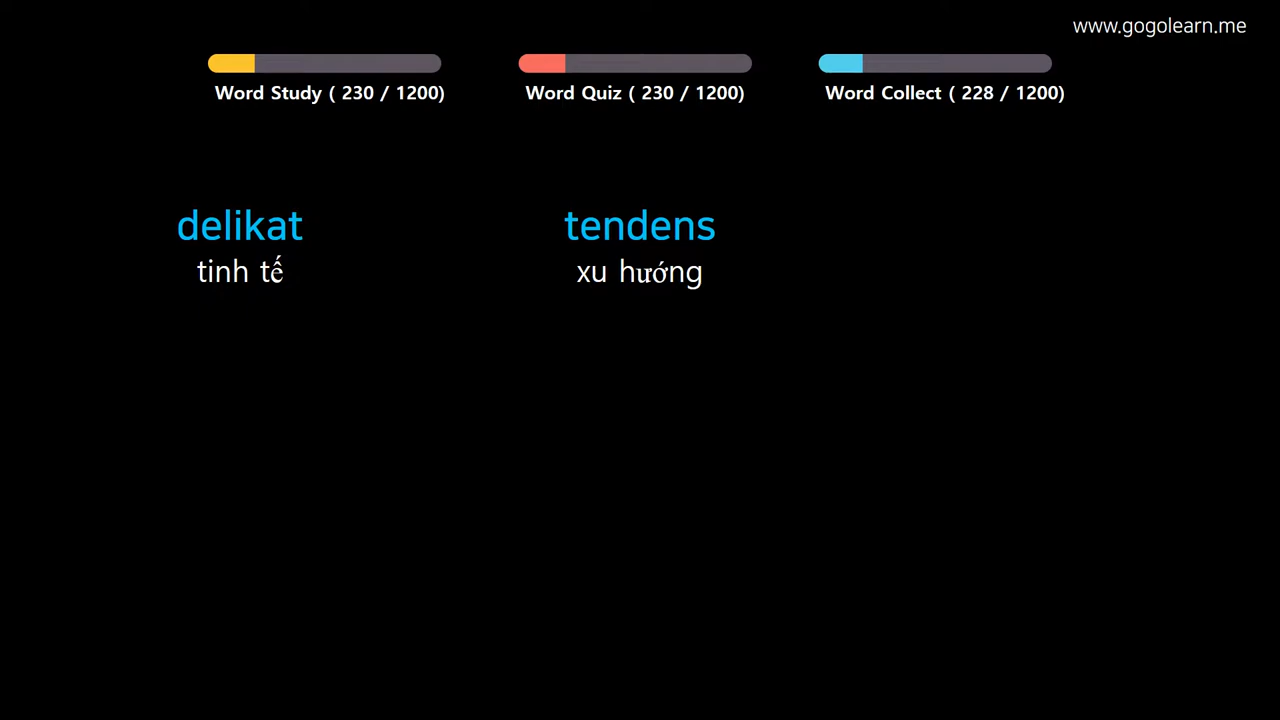 www.gogolearn.me
Word Study ( 230 / 1200)
Word Quiz ( 230 / 1200)
Word Collect ( 228 / 1200)
delikat
tinh tế
tendens
xu hướng